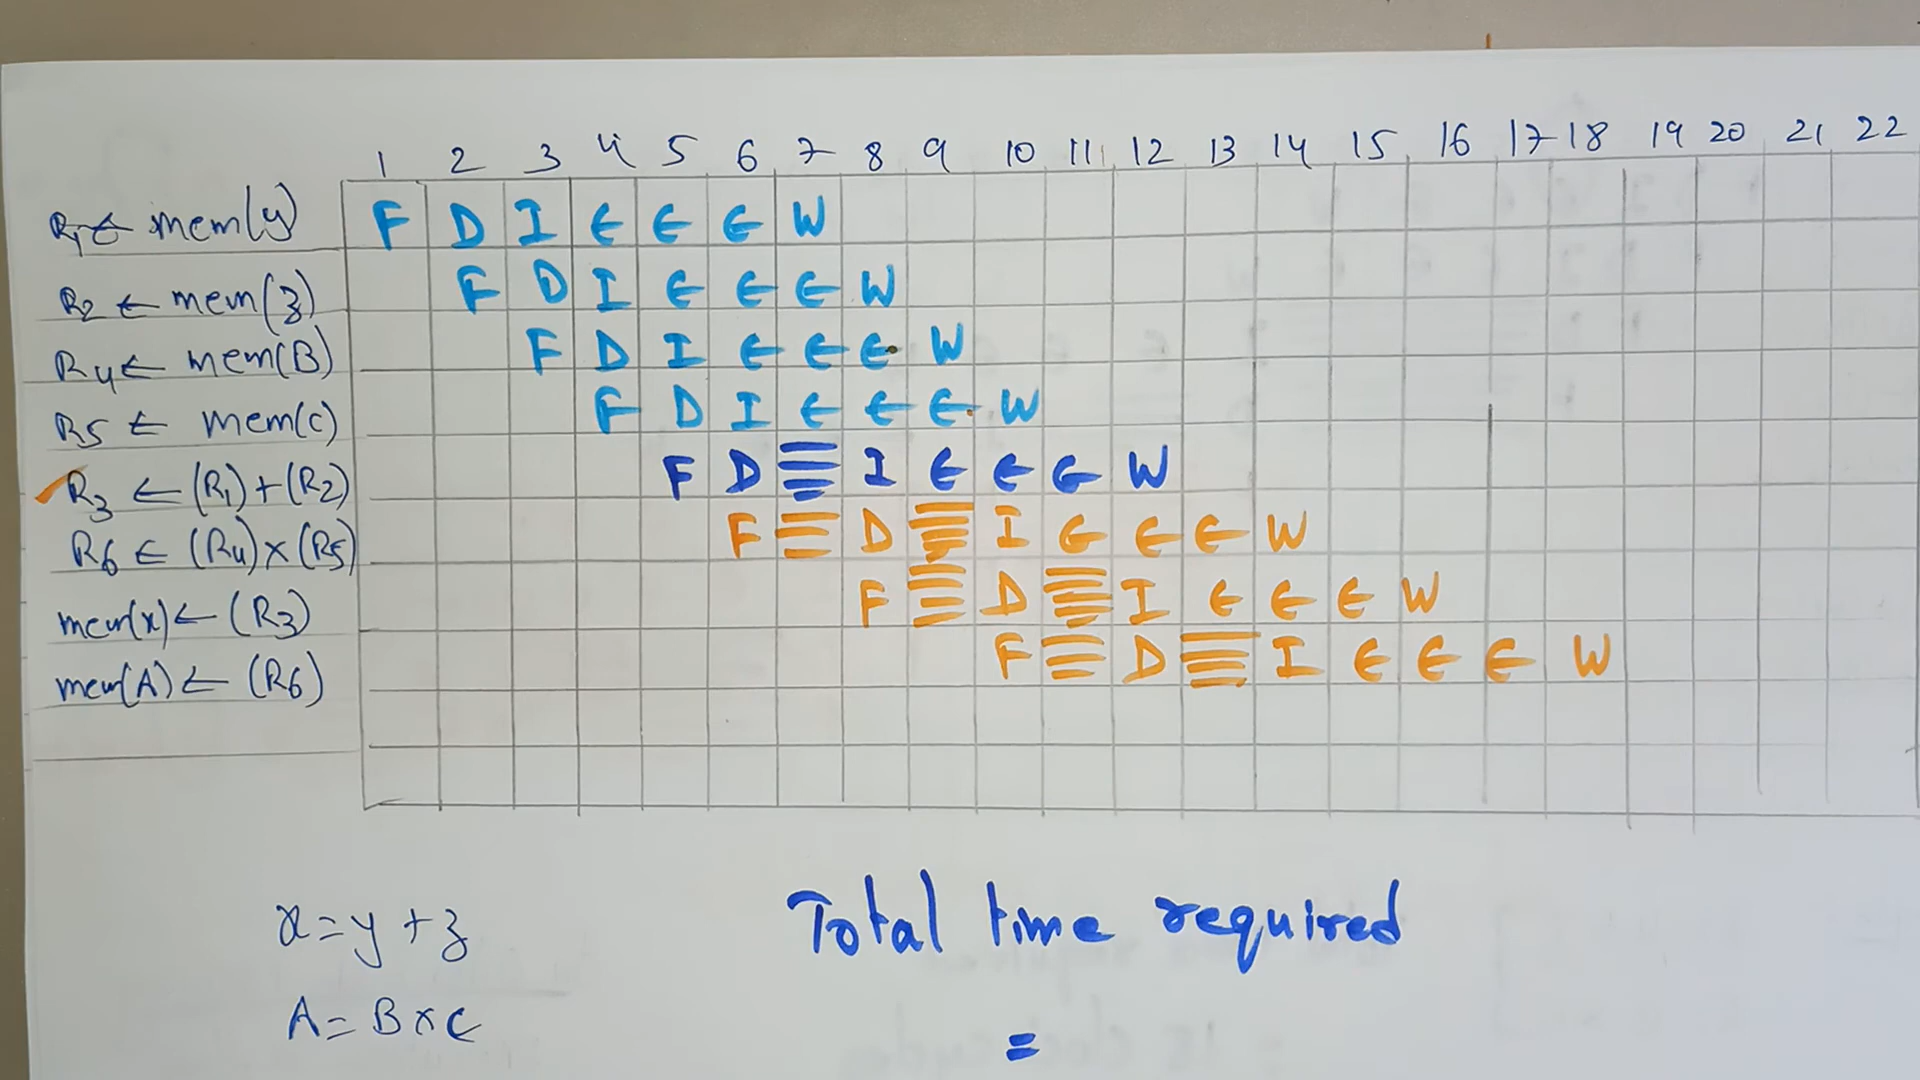 1 2 3 4 5 6 7 8 9 10 11 12 13 14 15 16 17 18 19 20 21 22
R1 ← mem(y) F D I E E E W
R2 ← mem(z) F D I E E E W
R4 ← mem(B) F D I E E E W
R5 ← mem(C) F D I E E E W
R3 ← (R1)+(R2) F D I E E E W
R6 ← (R4)×(R5) F D I E E E W
mem(x) ← (R3) F D I E E E W
mem(A) ← (R6) F D I E E E W
x=y+z
A=B×C
Total time required
=